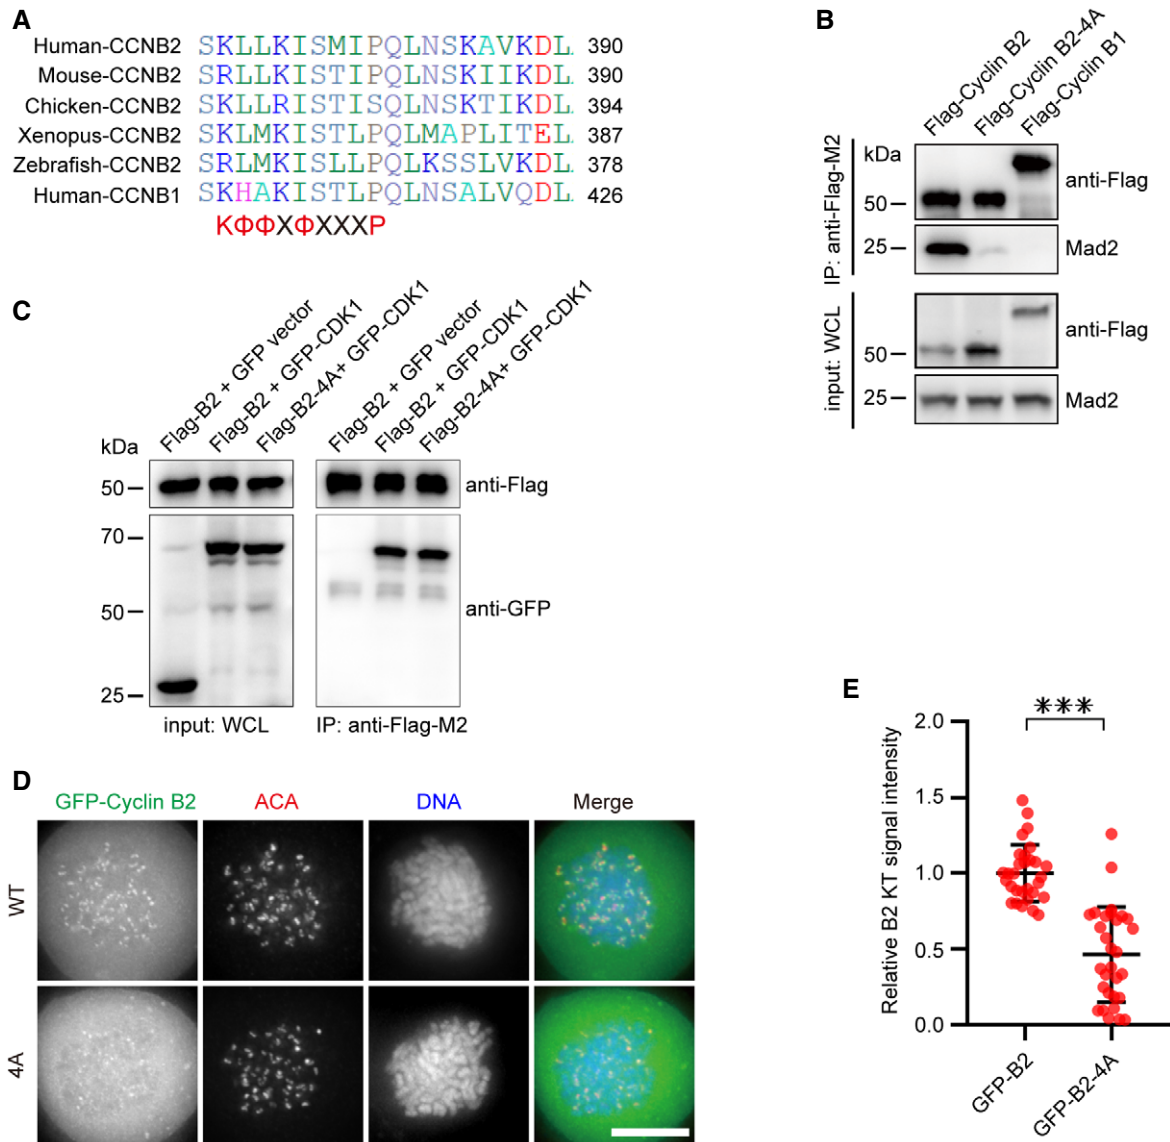 A
Human-CCNB2 SKLLKISMIPQLNSKAVKDL. 390
Mouse-CCNB2 SRLLKISTIPQLNSKIIKDL. 390
Chicken-CCNB2 SKLLRISTISQLNSKTIKDL. 394
Xenopus-CCNB2 SKLMKISTLPQLMAPLITEL. 387
Zebrafish-CCNB2 SRLMKISLLPQLKSSLVKDL. 378
Human-CCNB1 SKHAKISTLPQLNSALVQDL. 426
KΦΦXΦXXXP
B
Flag-Cyclin B2
Flag-Cyclin B2-4A
Flag-Cyclin B1
IP: anti-Flag-M2
kDa
50
anti-Flag
25
Mad2
input: WCL
50
anti-Flag
25
Mad2
C
Flag-B2 + GFP vector
Flag-B2 + GFP-CDK1
Flag-B2-4A+ GFP-CDK1
Flag-B2 + GFP vector
Flag-B2 + GFP-CDK1
Flag-B2-4A+ GFP-CDK1
kDa
50
anti-Flag
70
50
25
anti-GFP
input: WCL
IP: anti-Flag-M2
D
GFP-Cyclin B2 ACA DNA Merge
WT
4A
E
***
Relative B2 KT signal intensity
2.0
1.5
1.0
0.5
0.0
GFP-B2
GFP-B2-4A